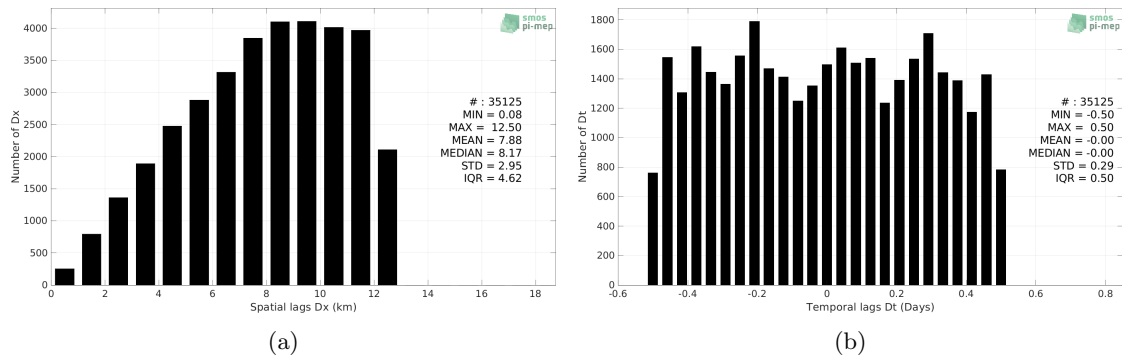 smos
pi-mep
4000
3500
3000
2500
2000
1500
1000
500
0
Number of Dx
# : 35125
MIN = 0.08
MAX = 12.50
MEAN = 7.88
MEDIAN = 8.17
STD = 2.95
IQR = 4.62
0 2 4 6 8 10 12 14 16 18
Spatial lags Dx (km)
(a)
smos
pi-mep
1800
1600
1400
1200
1000
800
600
400
200
0
Number of Dt
# : 35125
MIN = -0.50
MAX = 0.50
MEAN = -0.00
MEDIAN = -0.00
STD = 0.29
IQR = 0.50
-0.6 -0.4 -0.2 0 0.2 0.4 0.6 0.8
Temporal lags Dt (Days)
(b)